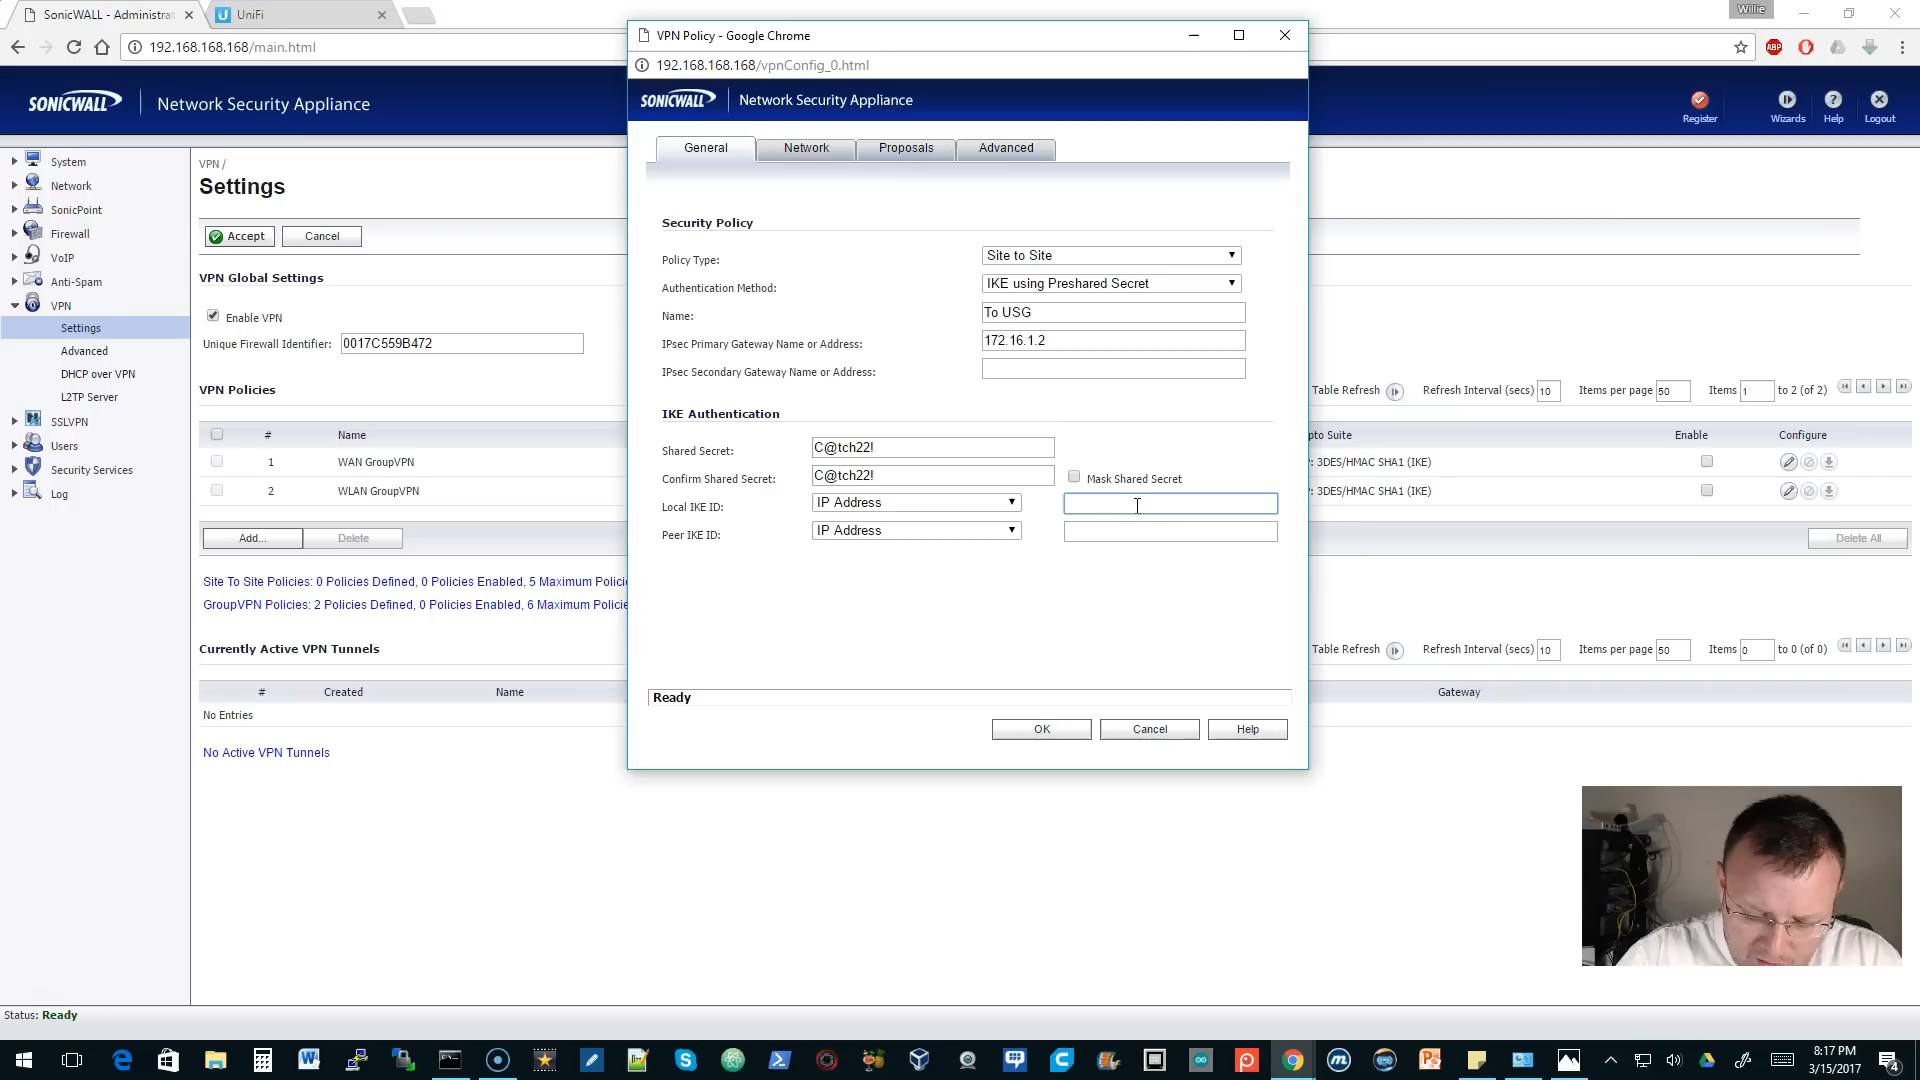 SonicWALL - Administrat
UniFi
Willie
192.168.168.168/main.html
ABP
SONICWALL
Network Security Appliance
Register
Wizards
Help
Logout
System
Network
SonicPoint
Firewall
VoIP
Anti-Spam
VPN
Settings
Advanced
DHCP over VPN
L2TP Server
SSLVPN
Users
Security Services
Log
VPN /
Settings
Accept
Cancel
VPN Global Settings
Enable VPN
Unique Firewall Identifier:
0017C559B472
VPN Policies
Table Refresh
Refresh Interval (secs) 10
Items per page 50
Items 1 to 2 (of 2)
#
Name
pto Suite
Enable
Configure
1
WAN GroupVPN
: 3DES/HMAC SHA1 (IKE)
2
WLAN GroupVPN
: 3DES/HMAC SHA1 (IKE)
Add...
Delete
Delete All
Site To Site Policies: 0 Policies Defined, 0 Policies Enabled, 5 Maximum Polici
GroupVPN Policies: 2 Policies Defined, 0 Policies Enabled, 6 Maximum Policie
Currently Active VPN Tunnels
Table Refresh
Refresh Interval (secs) 10
Items per page 50
Items 0 to 0 (of 0)
#
Created
Name
Gateway
No Entries
No Active VPN Tunnels
VPN Policy - Google Chrome
192.168.168.168/vpnConfig_0.html
SONICWALL
Network Security Appliance
General
Network
Proposals
Advanced
Security Policy
Policy Type:
Site to Site
Authentication Method:
IKE using Preshared Secret
Name:
To USG
IPsec Primary Gateway Name or Address:
172.16.1.2
IPsec Secondary Gateway Name or Address:
IKE Authentication
Shared Secret:
C@tch22!
Confirm Shared Secret:
C@tch22!
Mask Shared Secret
Local IKE ID:
IP Address
Peer IKE ID:
IP Address
Ready
OK
Cancel
Help
Status: Ready
8:17 PM
3/15/2017
4